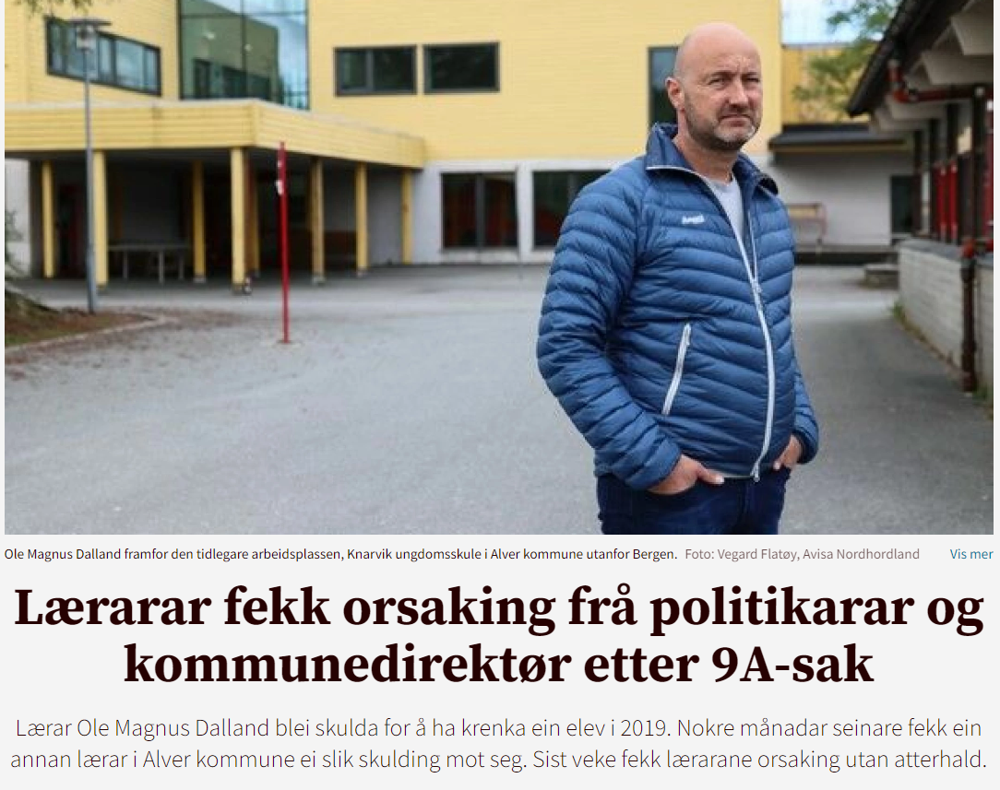 Ole Magnus Dalland framfor den tidlegare arbeidsplassen, Knarvik ungdomsskule i Alver kommune utanfor Bergen. Foto: Vegard Flatøy, Avisa Nordhordland Vis mer
Lærarar fekk orsaking frå politikarar og
kommunedirektør etter 9A-sak
Lærar Ole Magnus Dalland blei skulda for å ha krenka ein elev i 2019. Nokre månadar seinare fekk ein
annan lærar i Alver kommune ei slik skulding mot seg. Sist veke fekk lærarane orsaking utan atterhald.